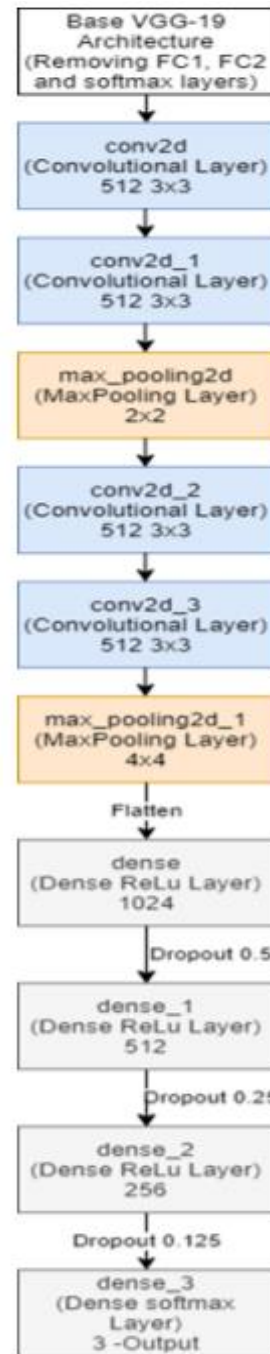 Base VGG-19
Architecture
(Removing FC1, FC2
and softmax layers)
conv2d
(Convolutional Layer)
512 3x3
conv2d_1
(Convolutional Layer)
512 3x3
max_pooling2d
(MaxPooling Layer)
2x2
conv2d_2
(Convolutional Layer)
512 3x3
conv2d_3
(Convolutional Layer)
512 3x3
max_pooling2d_1
(MaxPooling Layer)
4x4
Flatten
dense
(Dense ReLu Layer)
1024
Dropout 0.5
dense_1
(Dense ReLu Layer)
512
Dropout 0.25
dense_2
(Dense ReLu Layer)
256
Dropout 0.125
dense_3
(Dense softmax
Layer)
3 -Output